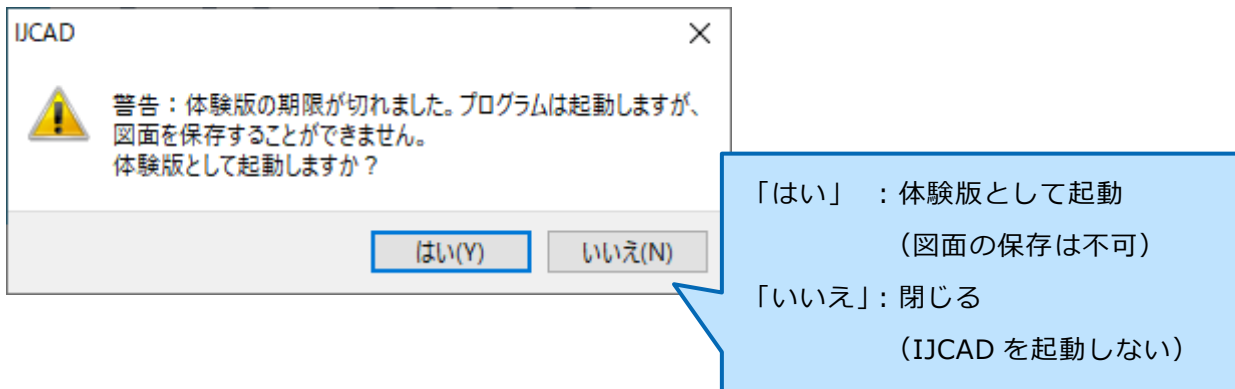 IJCAD
警告：体験版の期限が切れました。プログラムは起動しますが、
図面を保存することができません。
体験版として起動しますか？
はい(Y)
いいえ(N)
「はい」　：体験版として起動
（図面の保存は不可）
「いいえ」：閉じる
（IJCAD を起動しない）